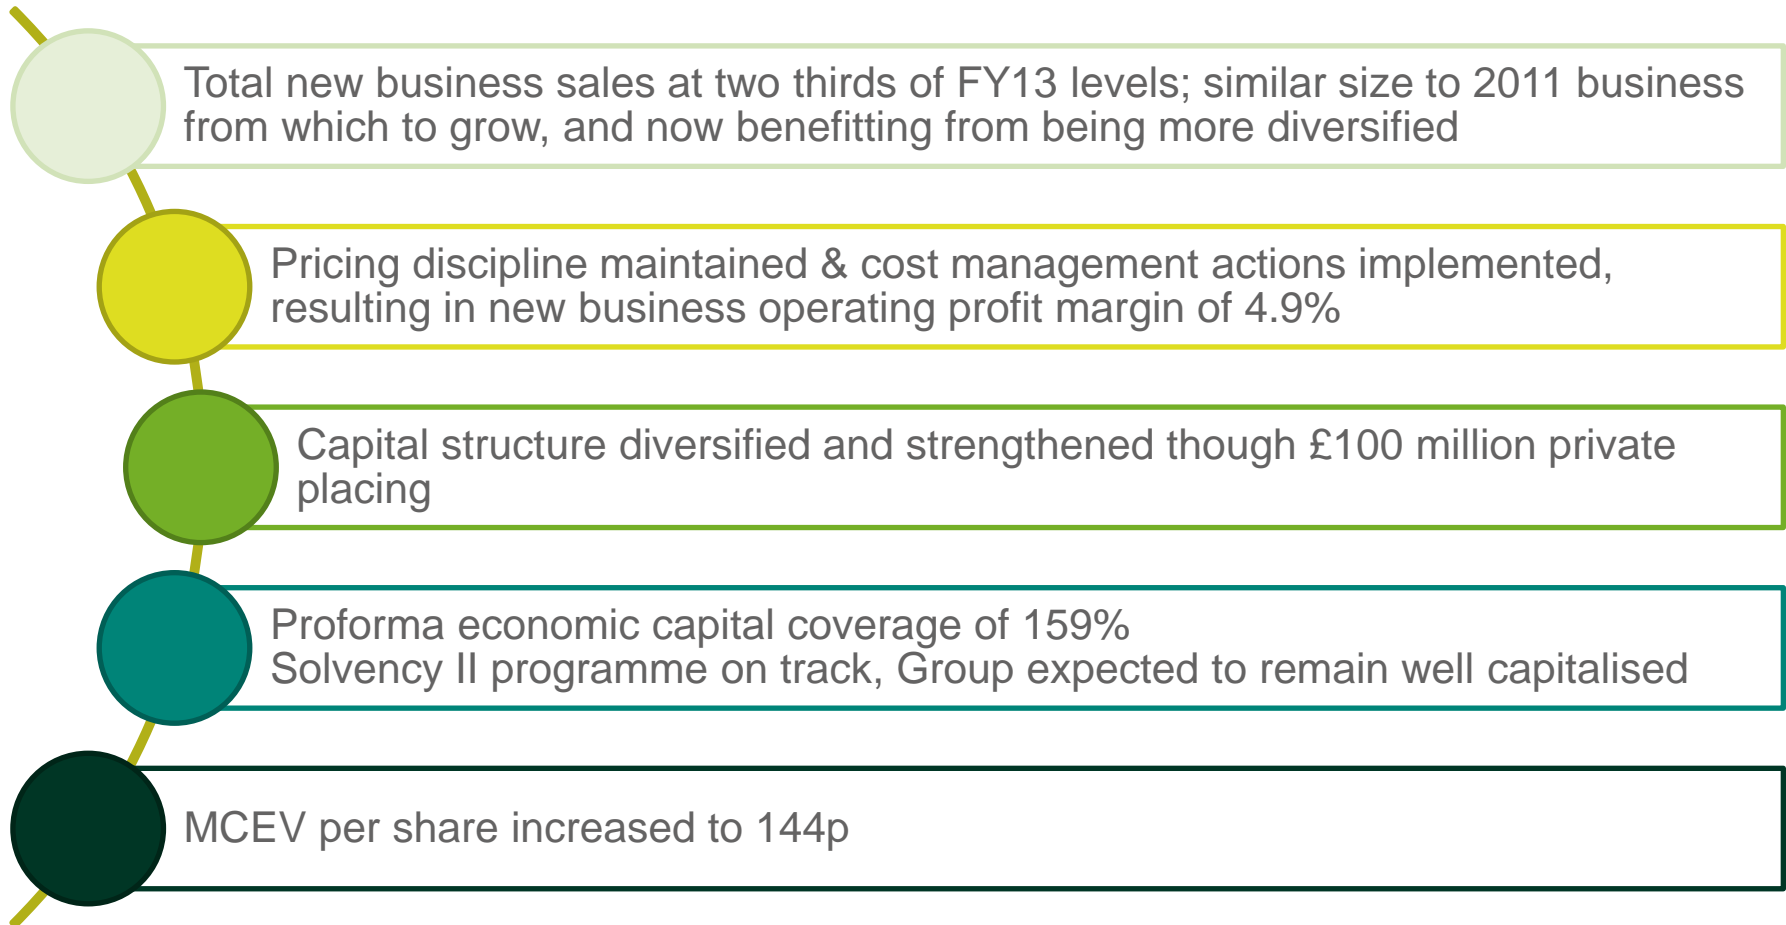 Total new business sales at two thirds of FY13 levels; similar size to 2011 business
from which to grow, and now benefitting from being more diversified
Pricing discipline maintained & cost management actions implemented,
resulting in new business operating profit margin of 4.9%
Capital structure diversified and strengthened though £100 million private
placing
Proforma economic capital coverage of 159%
Solvency II programme on track, Group expected to remain well capitalised
MCEV per share increased to 144p